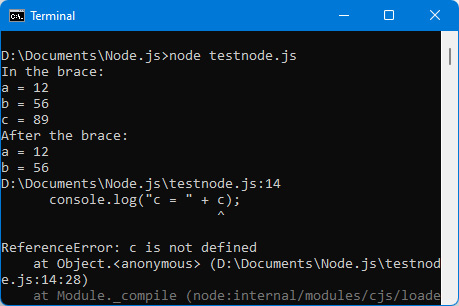 Terminal
D:\Documents\Node.js>node testnode.js
In the brace:
a = 12
b = 56
c = 89
After the brace:
a = 12
b = 56
D:\Documents\Node.js\testnode.js:14
      console.log("c = " + c);
                           ^
ReferenceError: c is not defined
    at Object.<anonymous> (D:\Documents\Node.js\testnod
e.js:14:28)
    at Module._compile (node:internal/modules/cjs/loade